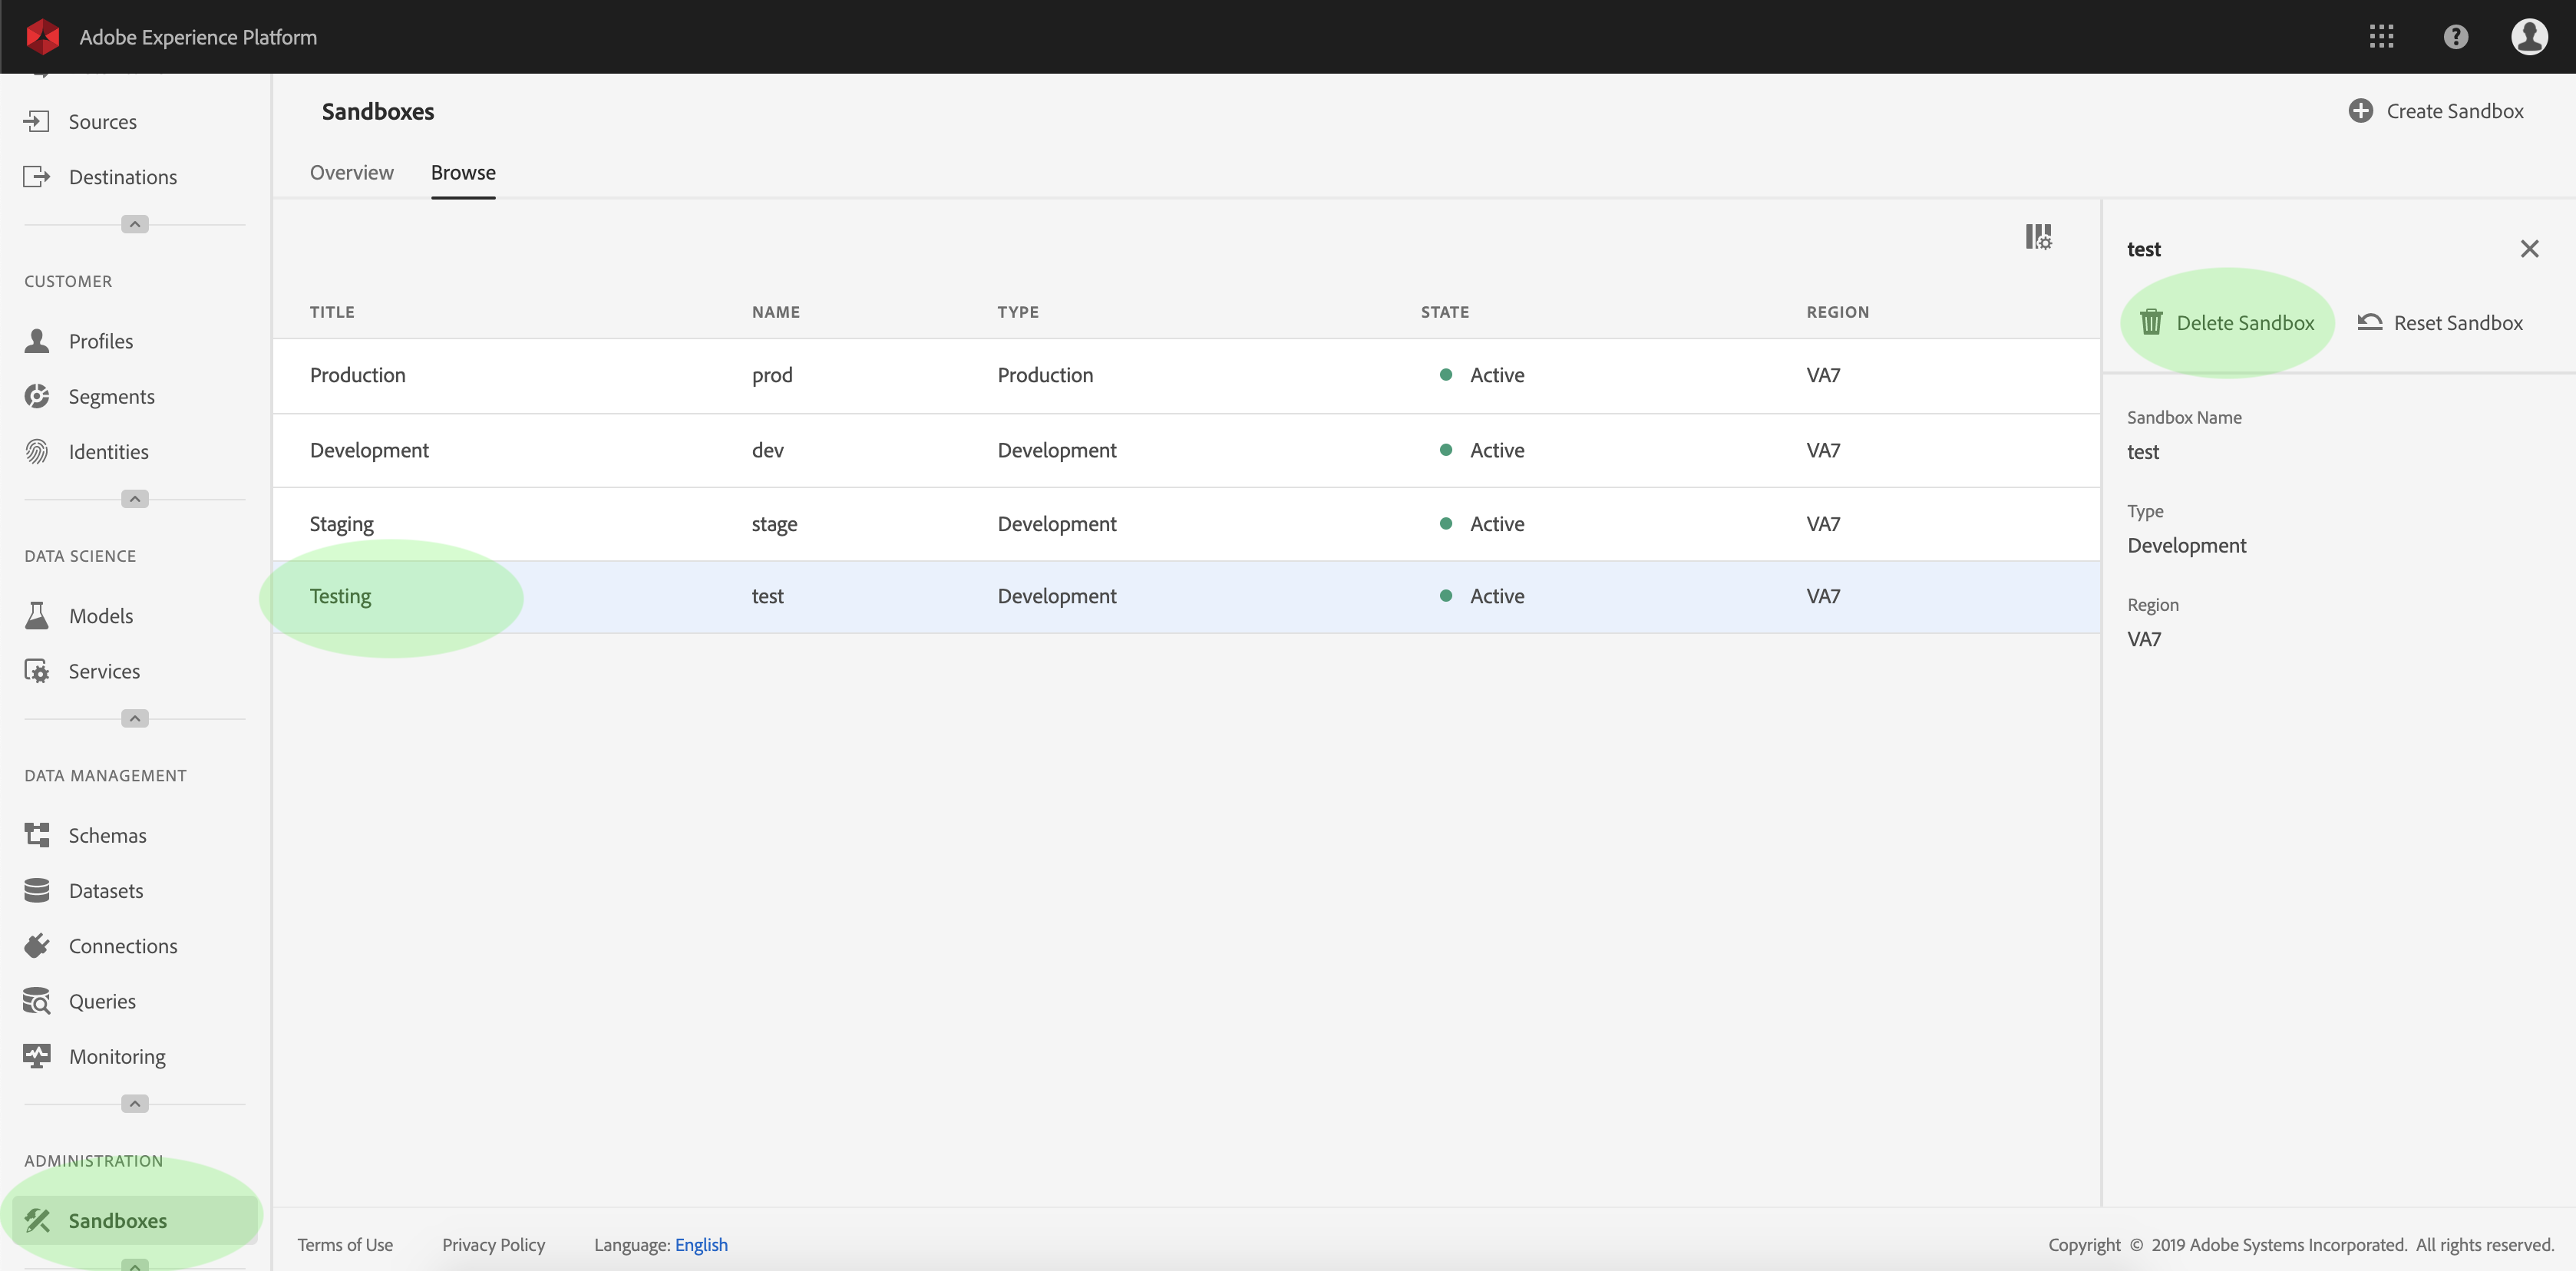 Adobe Experience Platform
Sources
Destinations
CUSTOMER
Profiles
Segments
Identities
DATA SCIENCE
Models
Services
DATA MANAGEMENT
Schemas
Datasets
Connections
Queries
Monitoring
ADMINISTRATION
Sandboxes
Sandboxes
Create Sandbox
Overview Browse
TITLE NAME TYPE STATE REGION
Production prod Production Active VA7
Development dev Development Active VA7
Staging stage Development Active VA7
Testing test Development Active VA7
test
Delete Sandbox Reset Sandbox
Sandbox Name
test
Type
Development
Region
VA7
Terms of Use Privacy Policy Language: English Copyright © 2019 Adobe Systems Incorporated. All rights reserved.